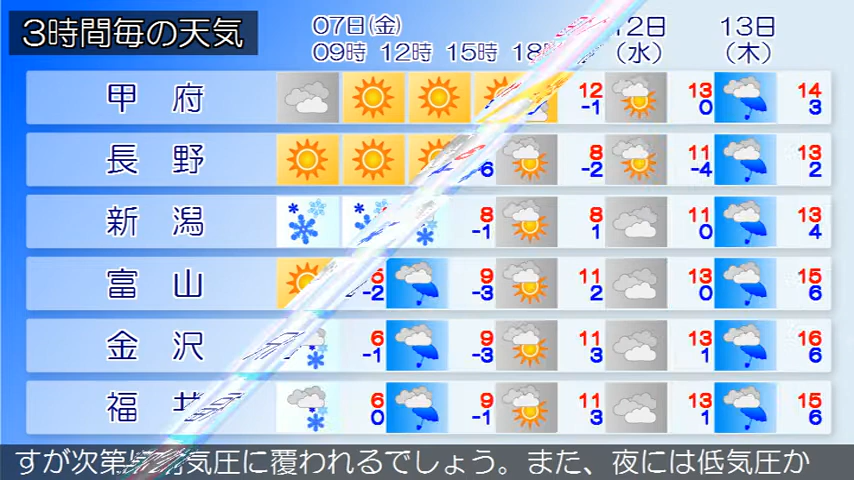 3時間毎の天気
07日(金)
09時 12時 15時 18時
12日
(水)
13日
(木)
甲府 12 -1 13 0 14 3
長野 -6 8 -2 11 -4 13 2
新潟 8 -1 8 1 11 0 13 4
富山 -2 9 -3 11 2 13 0 15 6
金沢 6 -1 9 -3 11 3 13 1 16 6
福井 6 0 9 -1 11 3 13 1 15 6
すが次第に 気圧に覆われるでしょう。また、夜には低気圧か